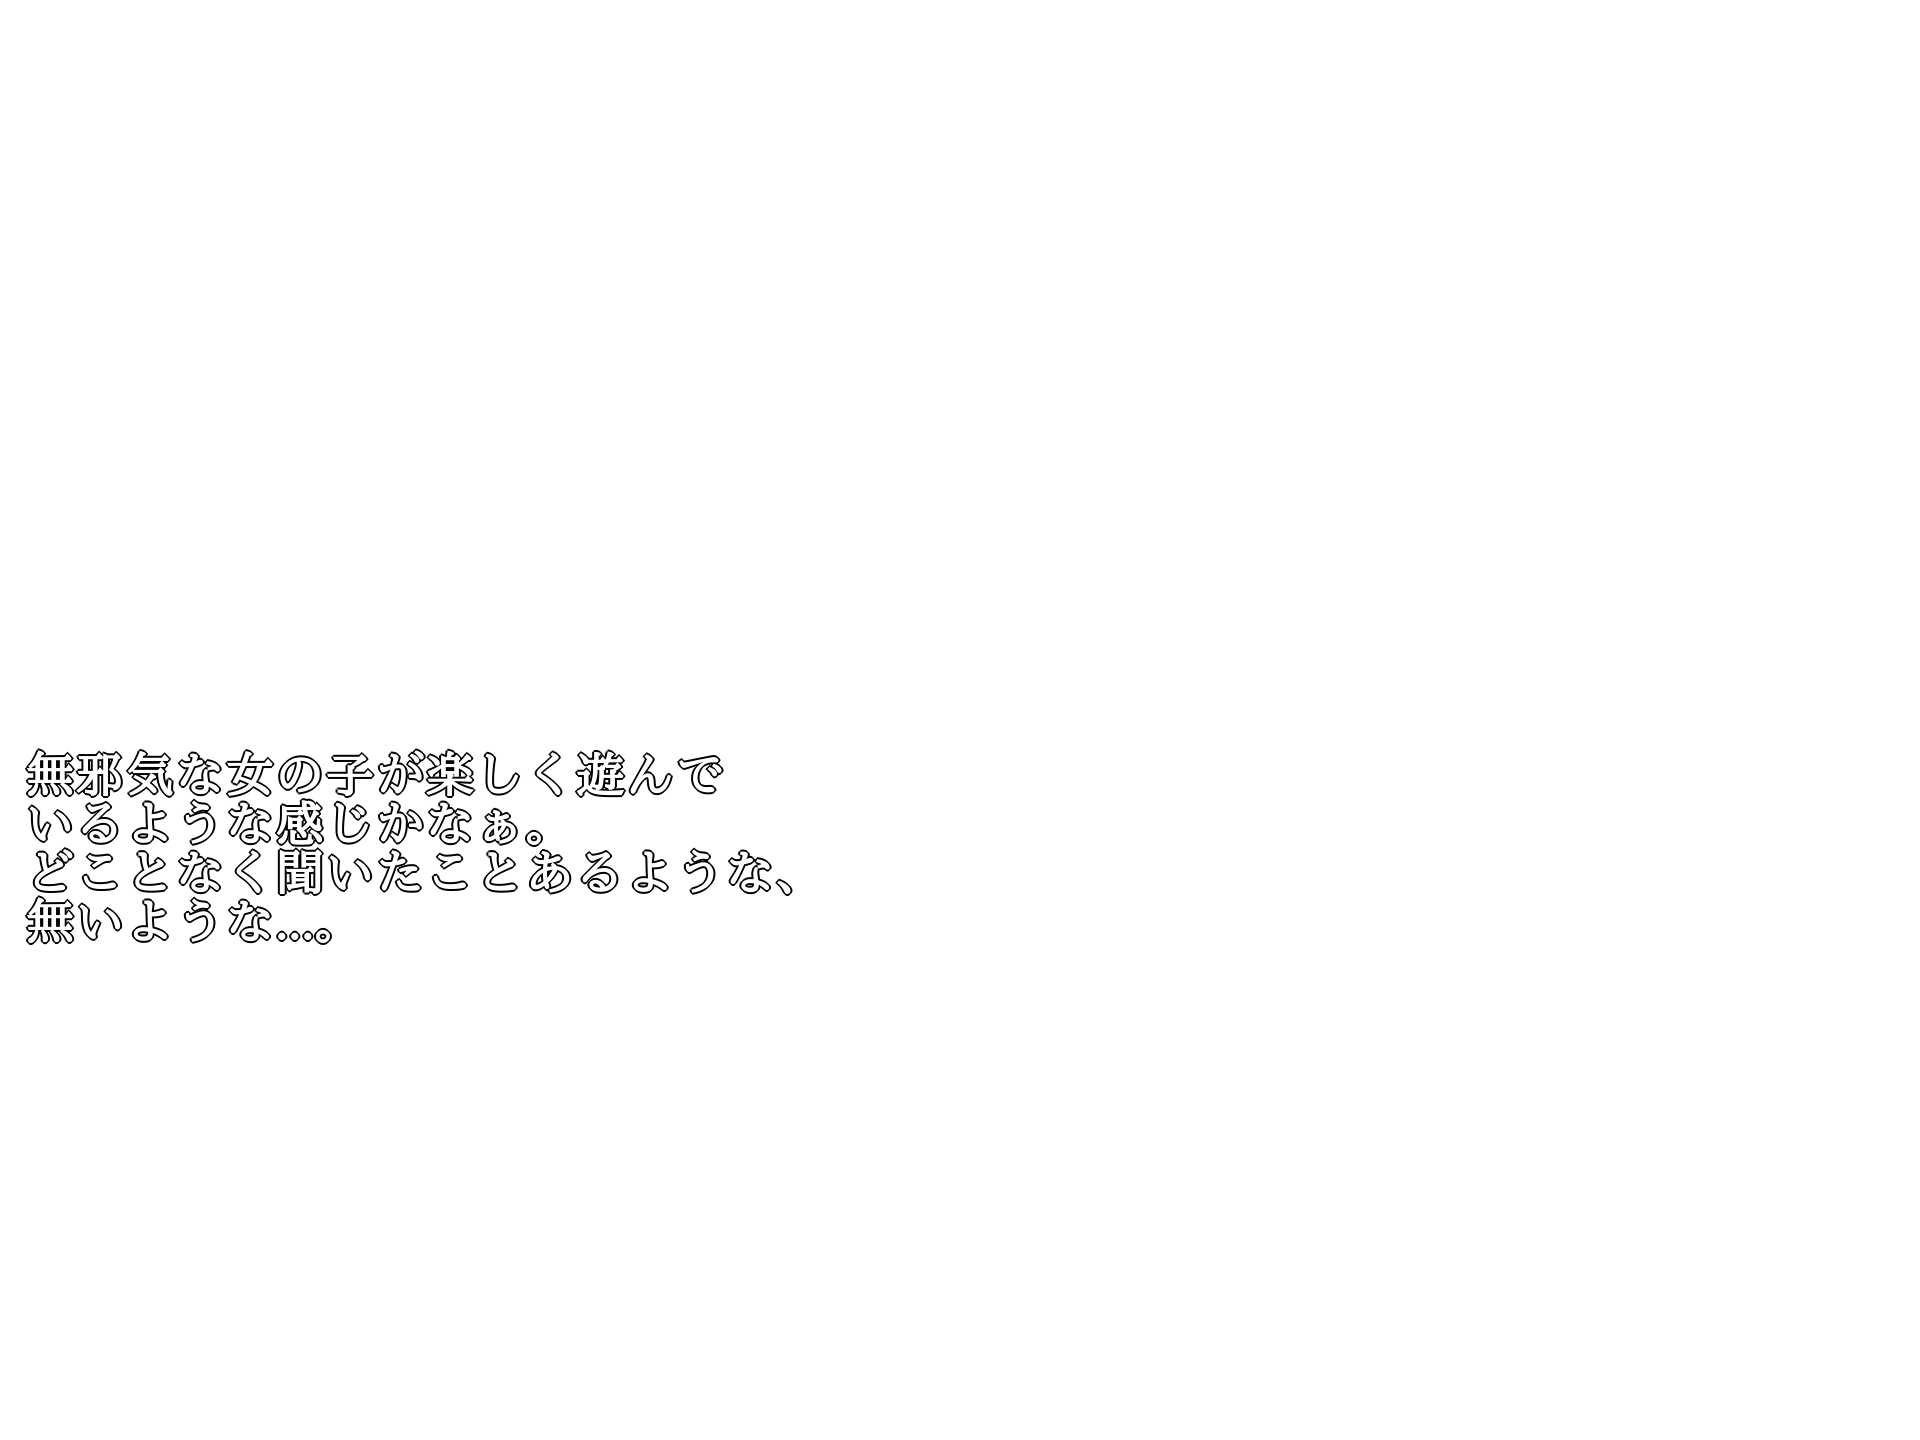 無邪気な女の子が楽しく遊んで
いるような感じかなぁ。
どことなく聞いたことあるような、
無いような...。